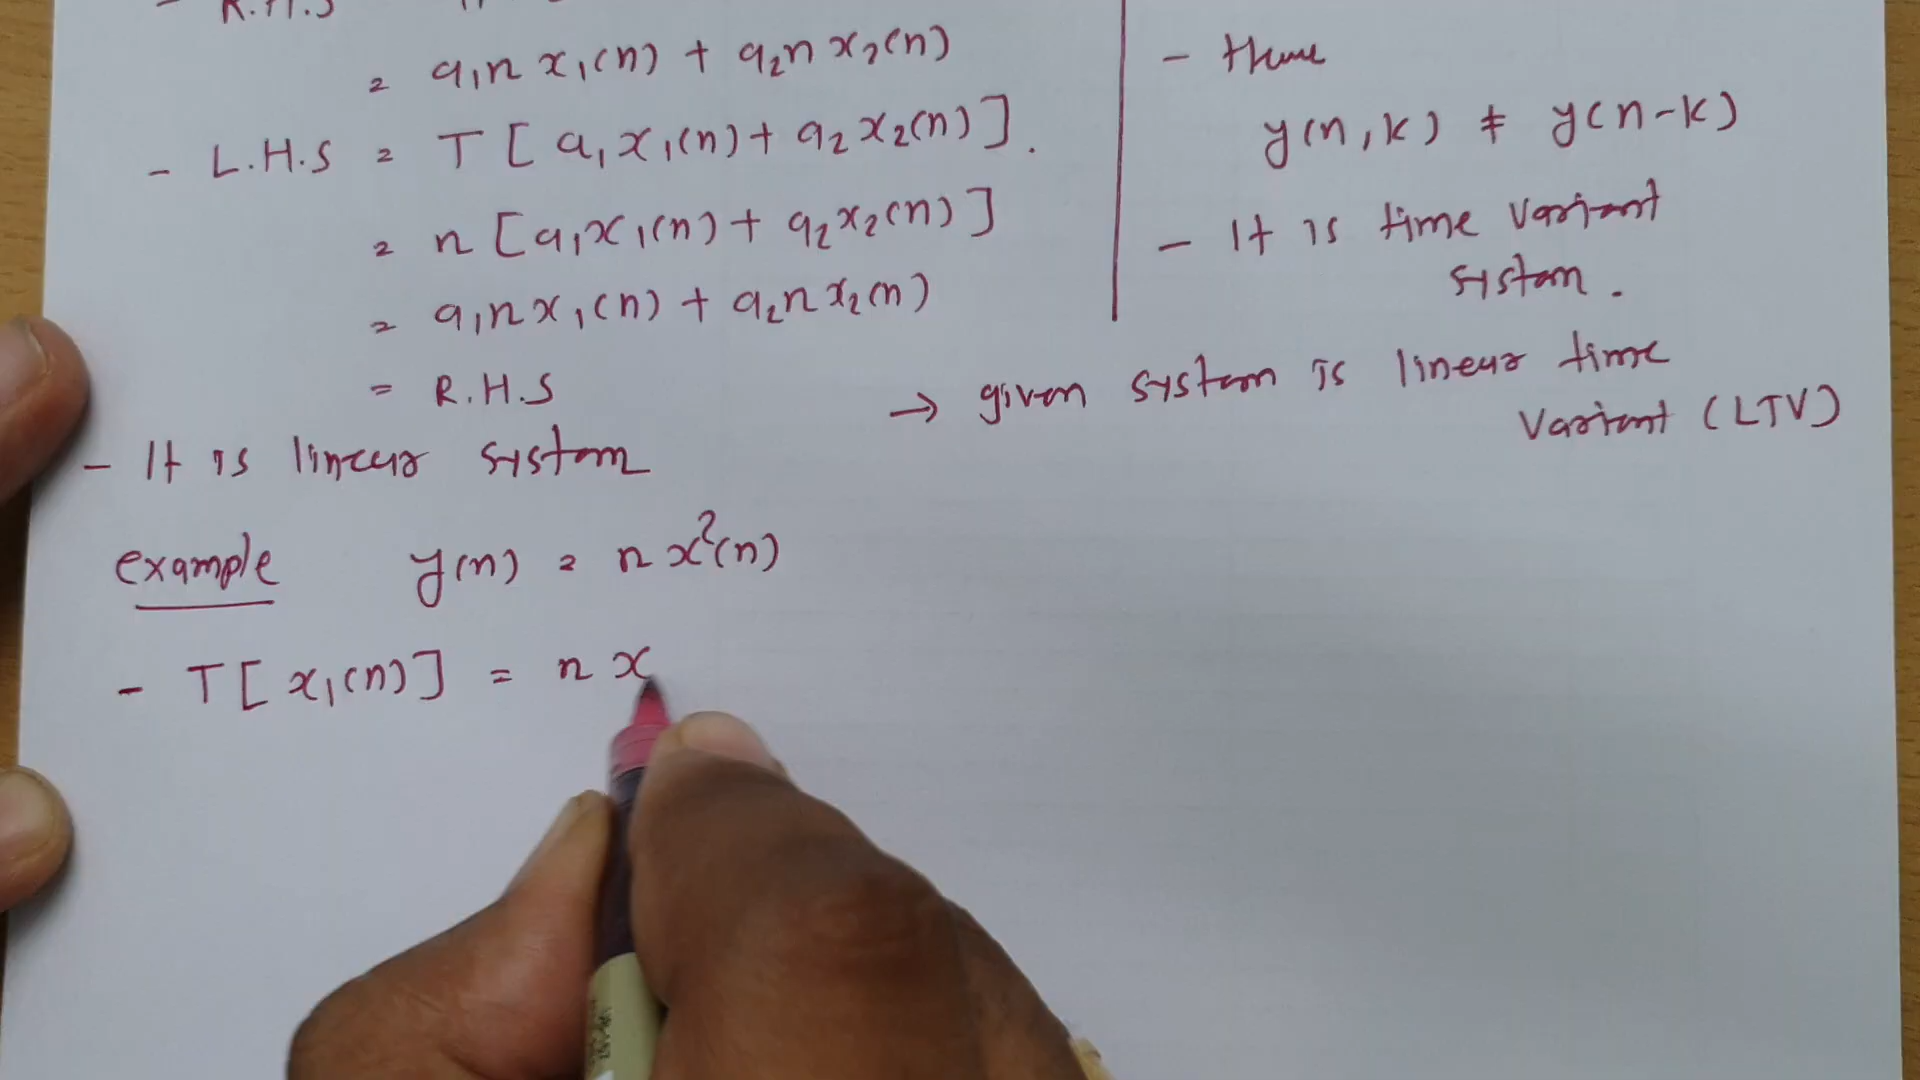 - R.H.S
= a₁n x₁(n) + a₂n x₂(n)
- L.H.S = T[a₁x₁(n) + a₂x₂(n)].
= n[a₁x₁(n) + a₂x₂(n)]
= a₁n x₁(n) + a₂n x₂(n)
= R.H.S
- It is linear system
- Hence
y(n,k) ≠ y(n-k)
- It is time variant
system.
→ given system is linear time
variant (LTV)
example y(n) = n x²(n)
- T[x₁(n)] = n x